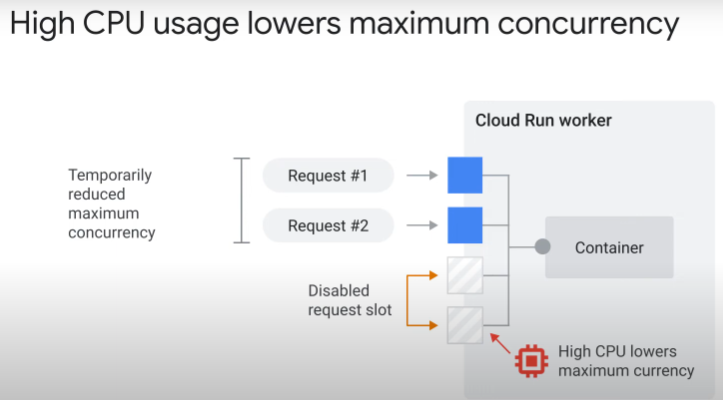 High CPU usage lowers maximum concurrency
Cloud Run worker
Temporarily
reduced
maximum
concurrency
Request #1
Request #2
Container
Disabled
request slot
High CPU lowers
maximum currency